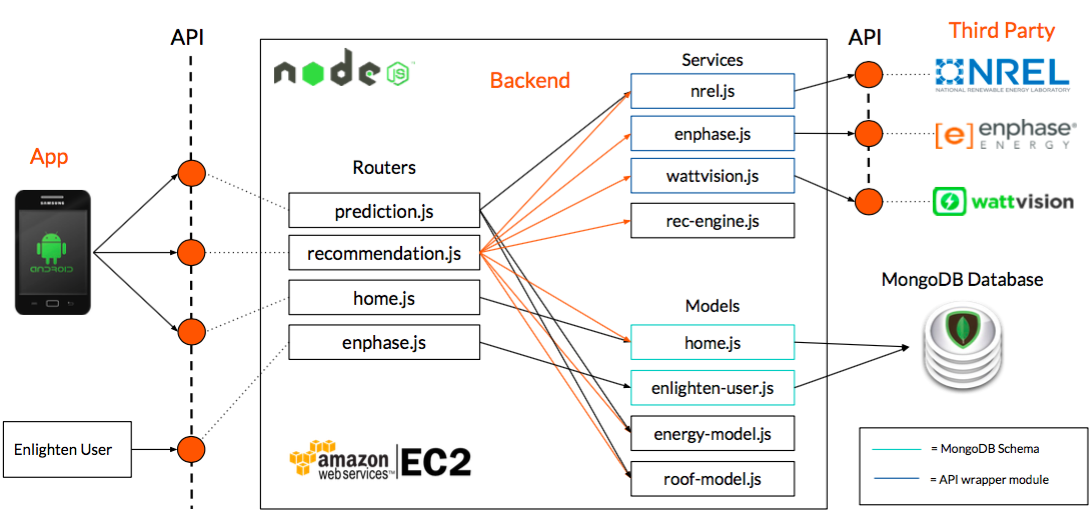 API
App
SAMSUNG
ANDROID
Enlighten User
node
JS
Backend
Routers
prediction.js
recommendation.js
home.js
enphase.js
amazon
web services™
EC2
Services
nrel.js
enphase.js
wattvision.js
rec-engine.js
Models
home.js
enlighten-user.js
energy-model.js
roof-model.js
API
Third Party
NREL
NATIONAL RENEWABLE ENERGY LABORATORY
[e] enphase®
ENERGY
wattvision
MongoDB Database
= MongoDB Schema
= API wrapper module